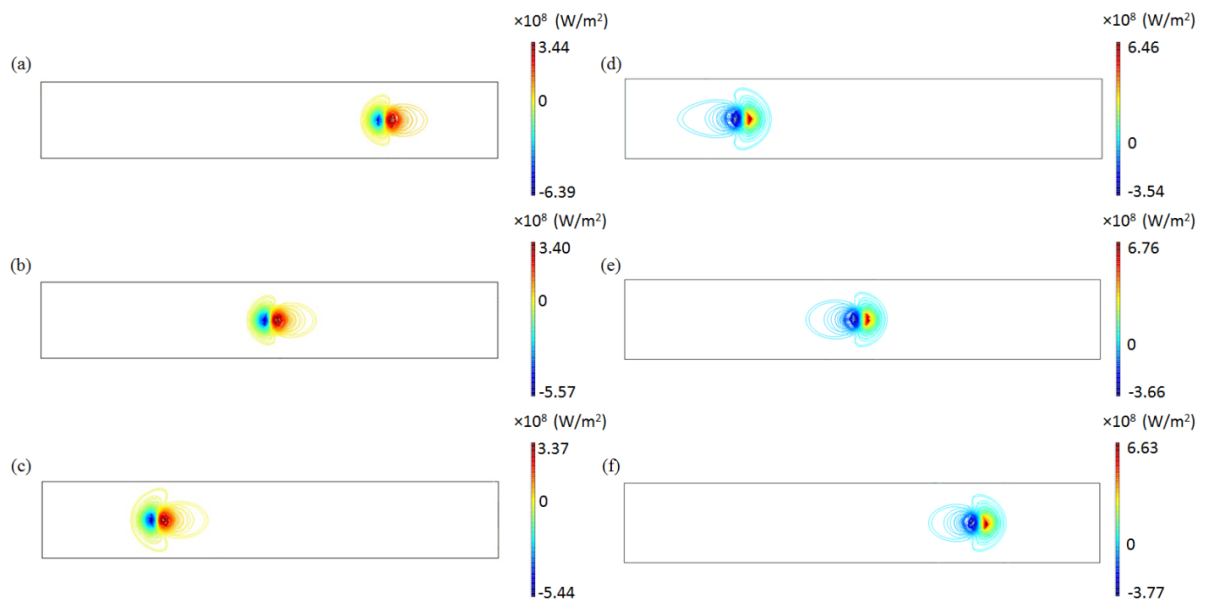 ×10⁸ (W/m²)
(a)
3.44
0
-6.39
×10⁸ (W/m²)
(b)
3.40
0
-5.57
×10⁸ (W/m²)
(c)
3.37
0
-5.44
×10⁸ (W/m²)
(d)
6.46
0
-3.54
×10⁸ (W/m²)
(e)
6.76
0
-3.66
×10⁸ (W/m²)
(f)
6.63
0
-3.77